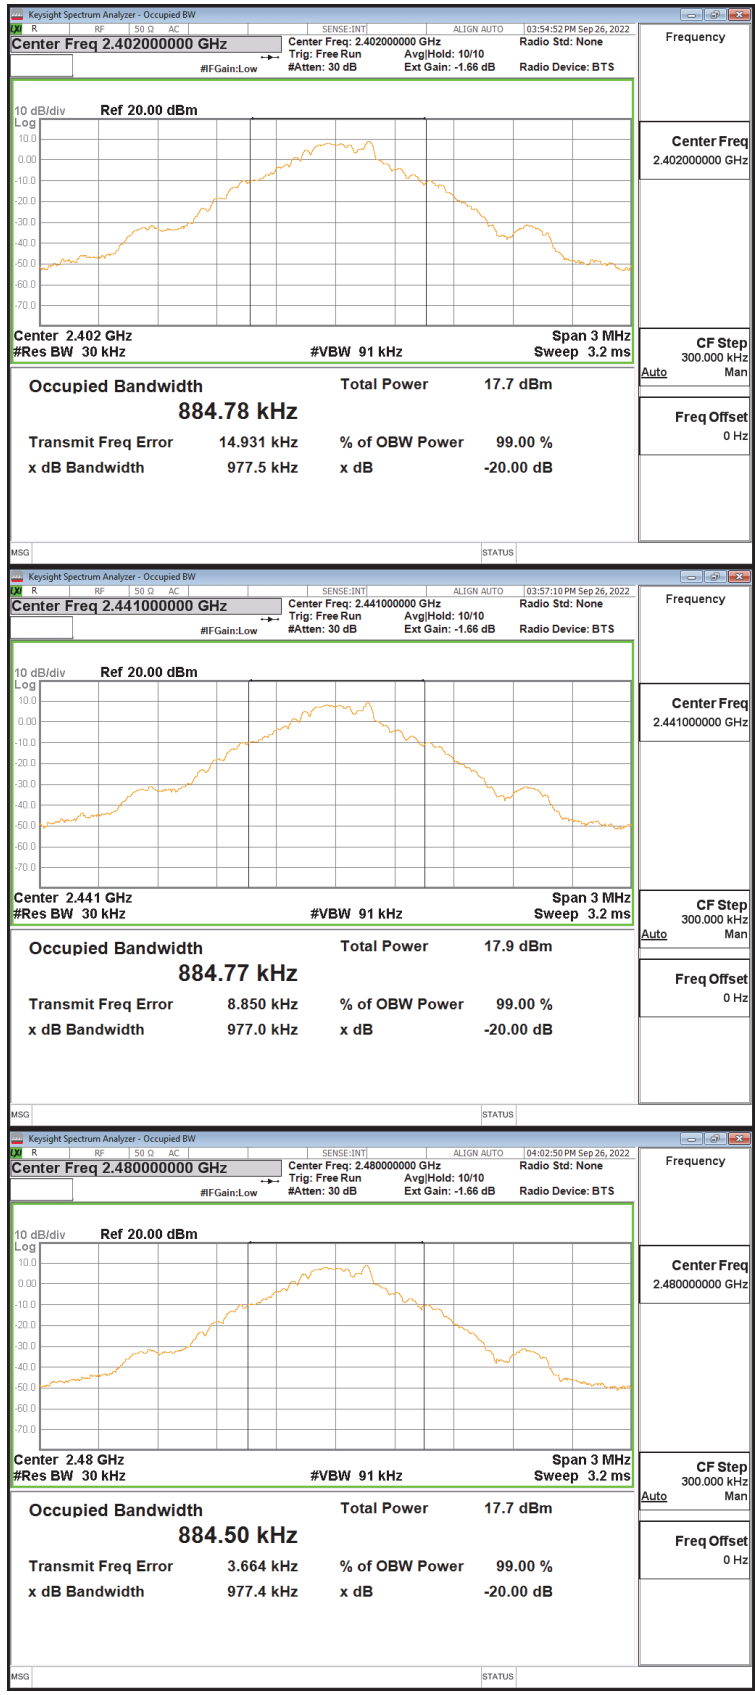 Keysight Spectrum Analyzer - Occupied BW
LXI R RF 50 Ω AC SENSE:INT ALIGN AUTO 03:54:52 PM Sep 26, 2022
Center Freq 2.402000000 GHz
Center Freq: 2.402000000 GHz Radio Std: None
Trig: Free Run Avg|Hold: 10/10
#IFGain:Low #Atten: 30 dB Ext Gain: -1.66 dB Radio Device: BTS
Frequency
10 dB/div Ref 20.00 dBm
Log
10.0
0.00
-10.0
-20.0
-30.0
-40.0
-50.0
-60.0
-70.0
Center Freq
2.402000000 GHz
Center 2.402 GHz Span 3 MHz
#Res BW 30 kHz #VBW 91 kHz Sweep 3.2 ms
CF Step
300.000 kHz
Auto Man
Occupied Bandwidth Total Power 17.7 dBm
884.78 kHz
Transmit Freq Error 14.931 kHz % of OBW Power 99.00 %
x dB Bandwidth 977.5 kHz x dB -20.00 dB
Freq Offset
0 Hz
MSG STATUS
Keysight Spectrum Analyzer - Occupied BW
LXI R RF 50 Ω AC SENSE:INT ALIGN AUTO 03:57:10 PM Sep 26, 2022
Center Freq 2.441000000 GHz
Center Freq: 2.441000000 GHz Radio Std: None
Trig: Free Run Avg|Hold: 10/10
#IFGain:Low #Atten: 30 dB Ext Gain: -1.66 dB Radio Device: BTS
Frequency
10 dB/div Ref 20.00 dBm
Log
10.0
0.00
-10.0
-20.0
-30.0
-40.0
-50.0
-60.0
-70.0
Center Freq
2.441000000 GHz
Center 2.441 GHz Span 3 MHz
#Res BW 30 kHz #VBW 91 kHz Sweep 3.2 ms
CF Step
300.000 kHz
Auto Man
Occupied Bandwidth Total Power 17.9 dBm
884.77 kHz
Transmit Freq Error 8.850 kHz % of OBW Power 99.00 %
x dB Bandwidth 977.0 kHz x dB -20.00 dB
Freq Offset
0 Hz
MSG STATUS
Keysight Spectrum Analyzer - Occupied BW
LXI R RF 50 Ω AC SENSE:INT ALIGN AUTO 04:02:50 PM Sep 26, 2022
Center Freq 2.480000000 GHz
Center Freq: 2.480000000 GHz Radio Std: None
Trig: Free Run Avg|Hold: 10/10
#IFGain:Low #Atten: 30 dB Ext Gain: -1.66 dB Radio Device: BTS
Frequency
10 dB/div Ref 20.00 dBm
Log
10.0
0.00
-10.0
-20.0
-30.0
-40.0
-50.0
-60.0
-70.0
Center Freq
2.480000000 GHz
Center 2.48 GHz Span 3 MHz
#Res BW 30 kHz #VBW 91 kHz Sweep 3.2 ms
CF Step
300.000 kHz
Auto Man
Occupied Bandwidth Total Power 17.7 dBm
884.50 kHz
Transmit Freq Error 3.664 kHz % of OBW Power 99.00 %
x dB Bandwidth 977.4 kHz x dB -20.00 dB
Freq Offset
0 Hz
MSG STATUS